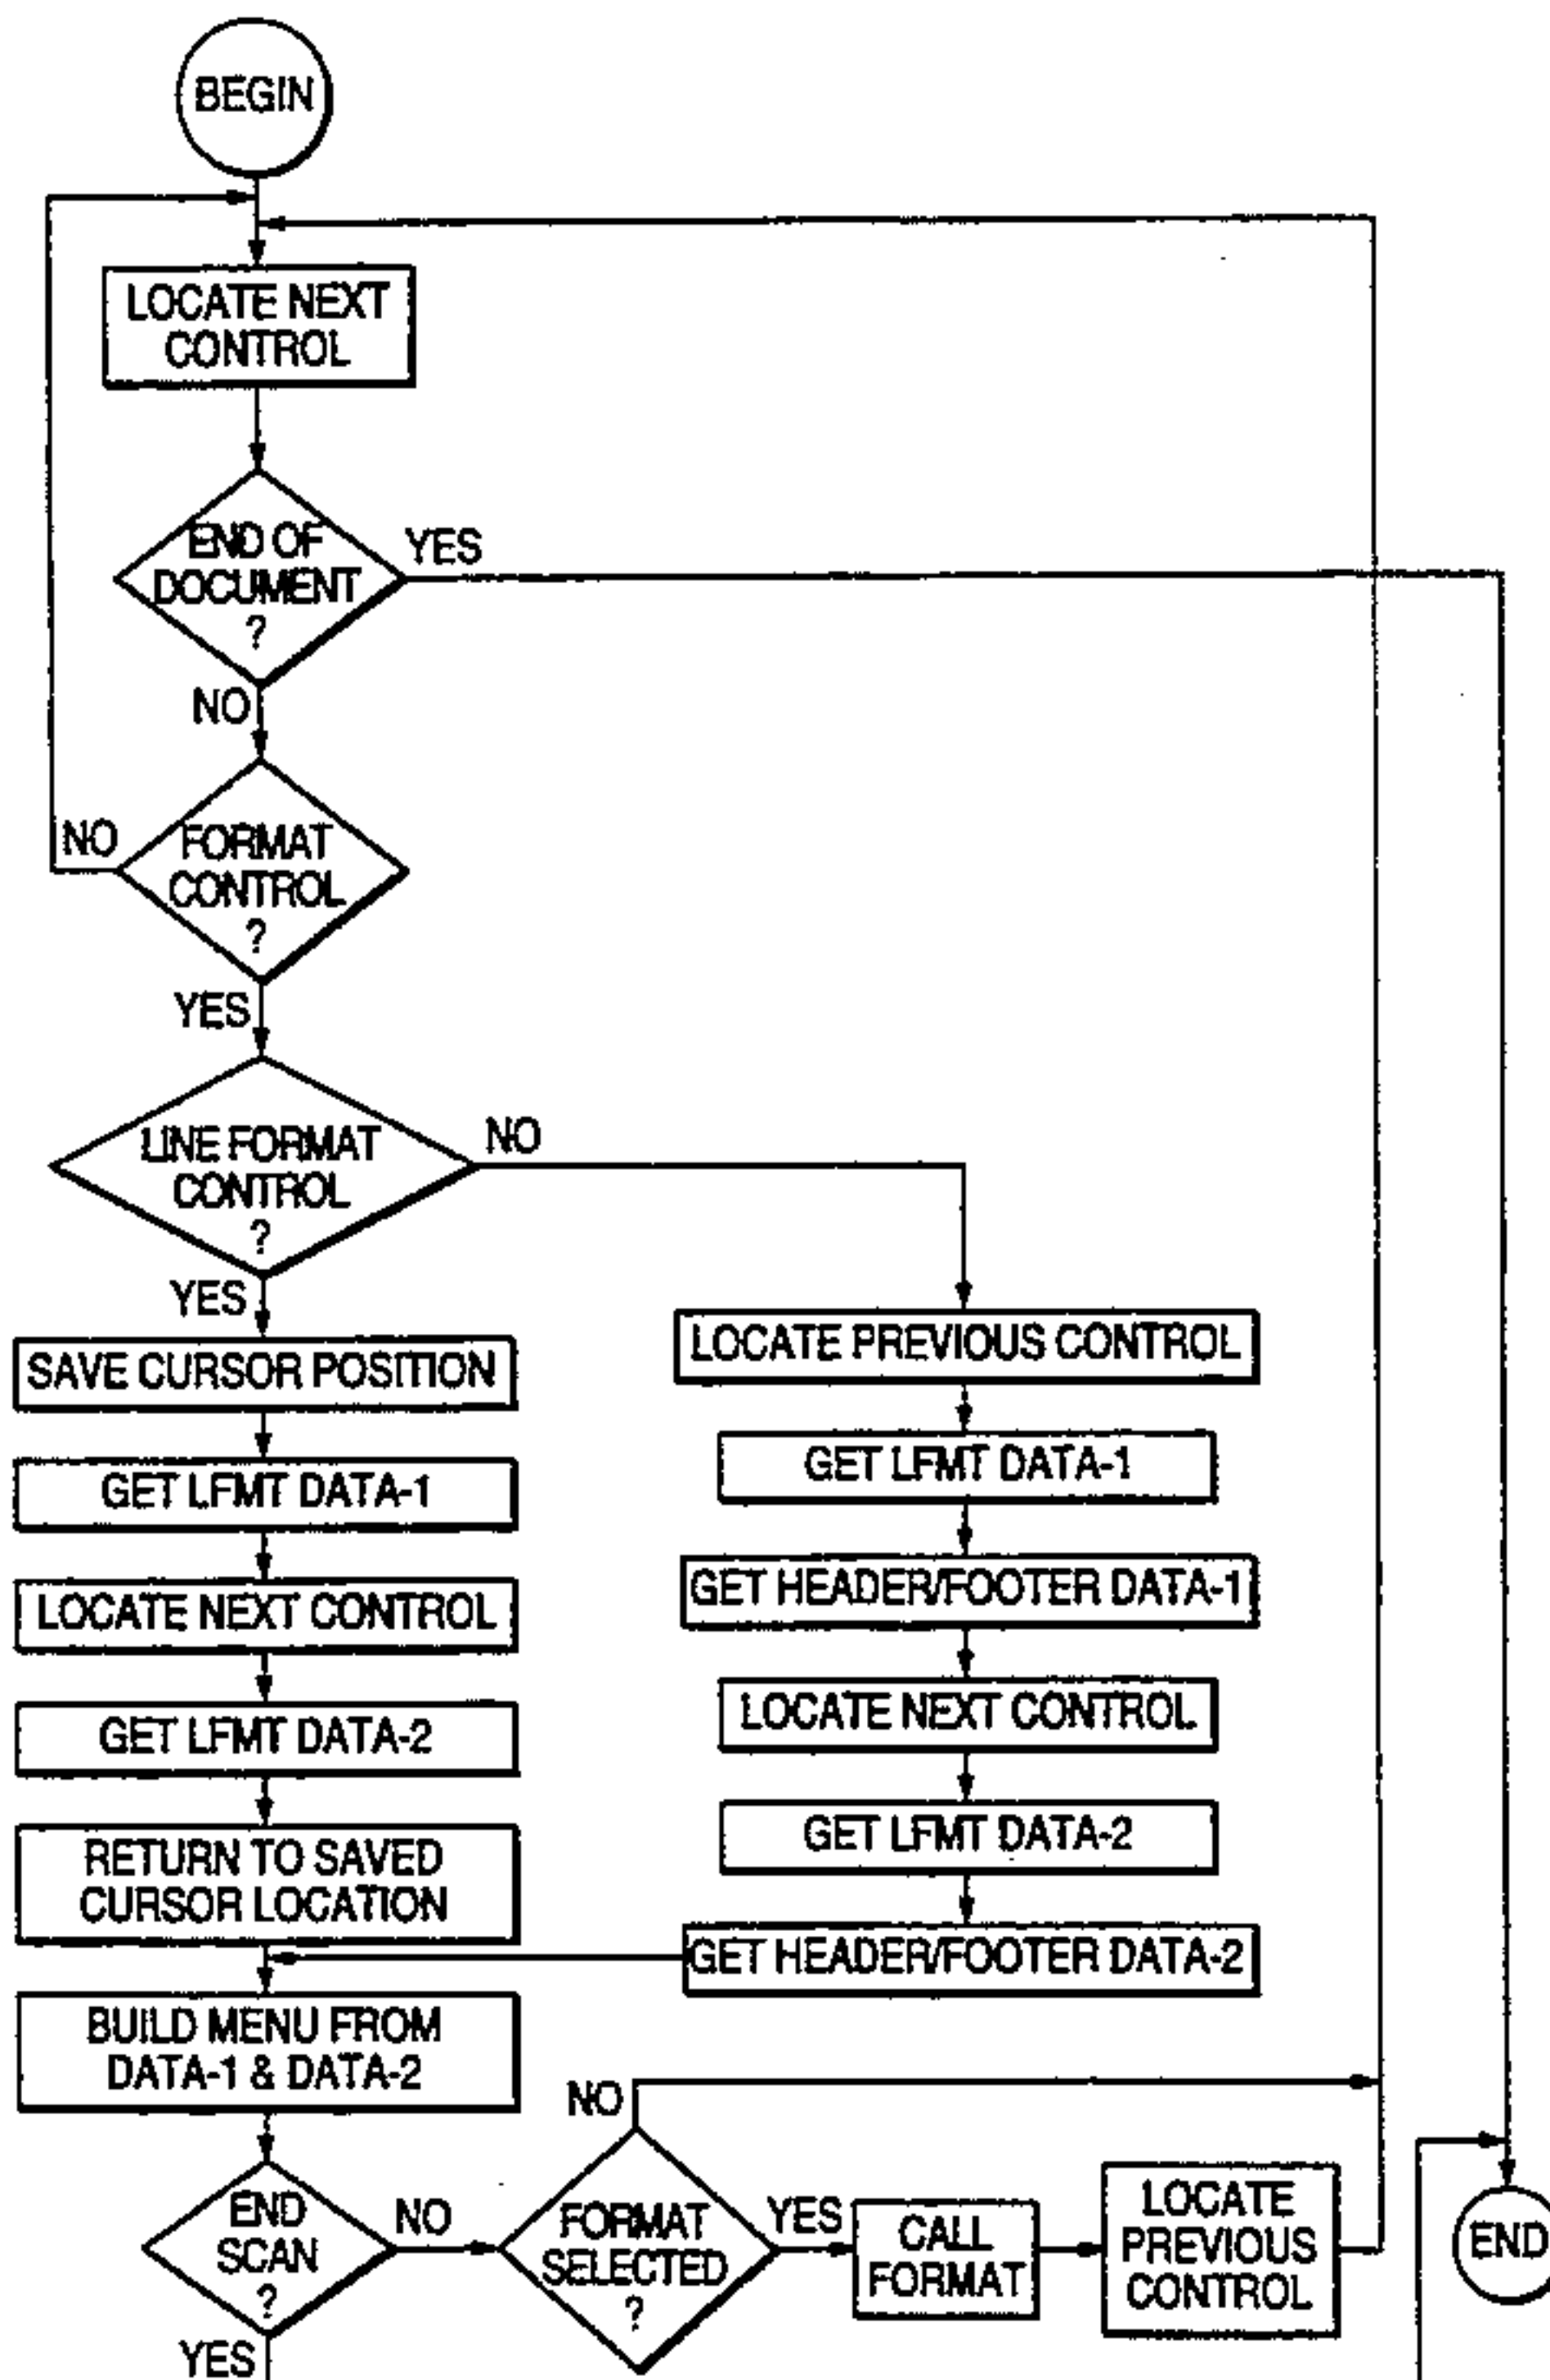 BEGIN
LOCATE NEXT
CONTROL
END OF
DOCUMENT
?
YES
NO
FORMAT
CONTROL
?
NO
YES
LINE FORMAT
CONTROL
?
NO
YES
SAVE CURSOR POSITION
GET LFMT DATA-1
LOCATE NEXT CONTROL
GET LFMT DATA-2
RETURN TO SAVED
CURSOR LOCATION
LOCATE PREVIOUS CONTROL
GET LFMT DATA-1
GET HEADER/FOOTER DATA-1
LOCATE NEXT CONTROL
GET LFMT DATA-2
GET HEADER/FOOTER DATA-2
BUILD MENU FROM
DATA-1 & DATA-2
END
SCAN
?
NO
YES
FORMAT
SELECTED
?
NO
YES
CALL
FORMAT
LOCATE
PREVIOUS
CONTROL
END